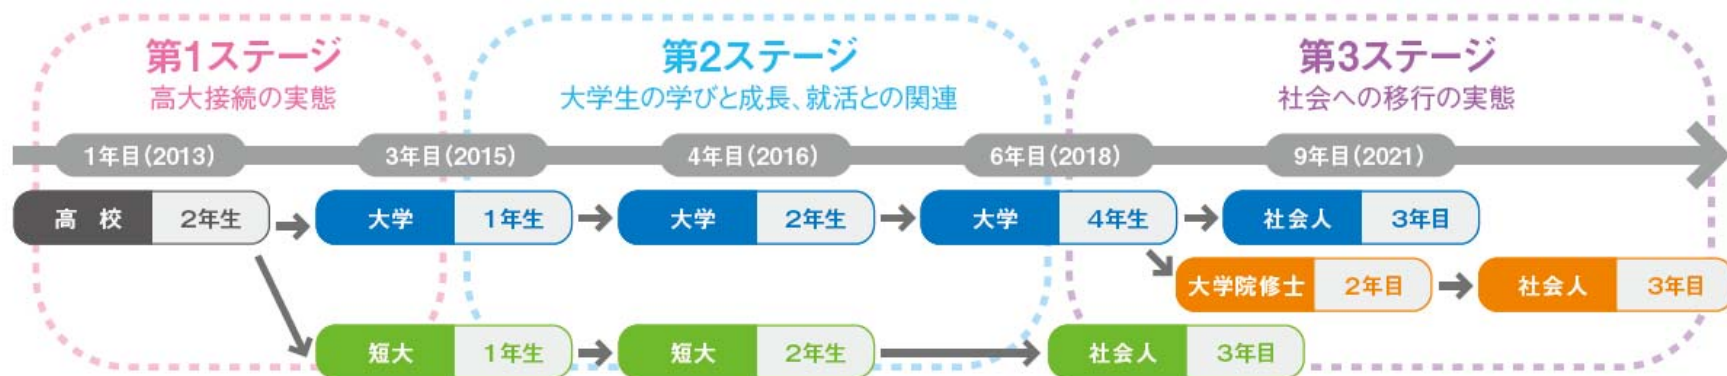 第1ステージ
高大接続の実態
第2ステージ
大学生の学びと成長、就活との関連
第3ステージ
社会への移行の実態
1年目(2013)
3年目(2015)
4年目(2016)
6年目(2018)
9年目(2021)
高 校 2年生
大学 1年生
大学 2年生
大学 4年生
社会人 3年目
大学院修士 2年目
社会人 3年目
短大 1年生
短大 2年生
社会人 3年目